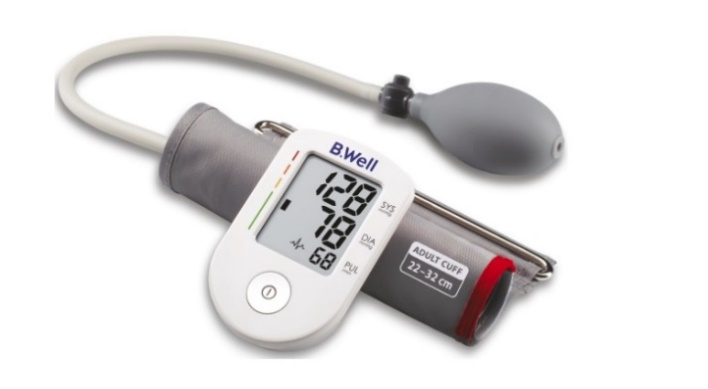 B.Well
128
SYS
78
DIA
68
PUL
ADULT CUFF
22-32 cm